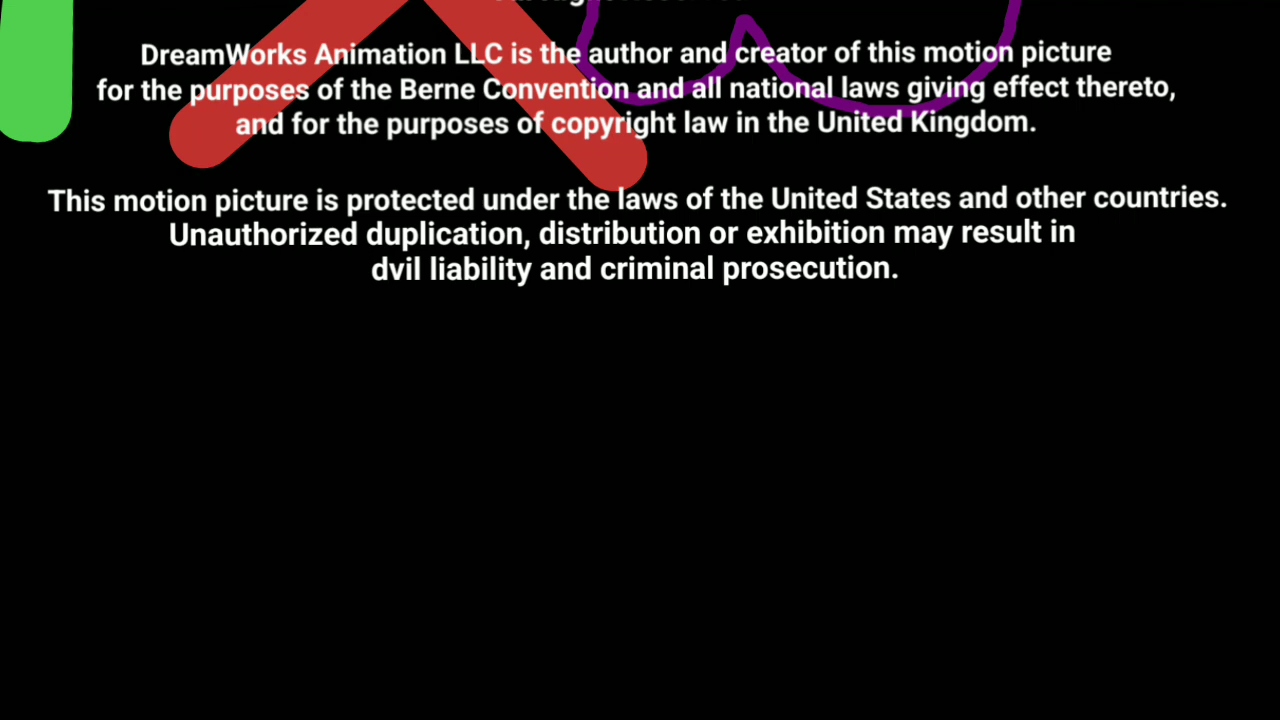 DreamWorks Animation LLC is the author and creator of this motion picture
for the purposes of the Berne Convention and all national laws giving effect thereto,
and for the purposes of copyright law in the United Kingdom.
This motion picture is protected under the laws of the United States and other countries.
Unauthorized duplication, distribution or exhibition may result in
dvil liability and criminal prosecution.